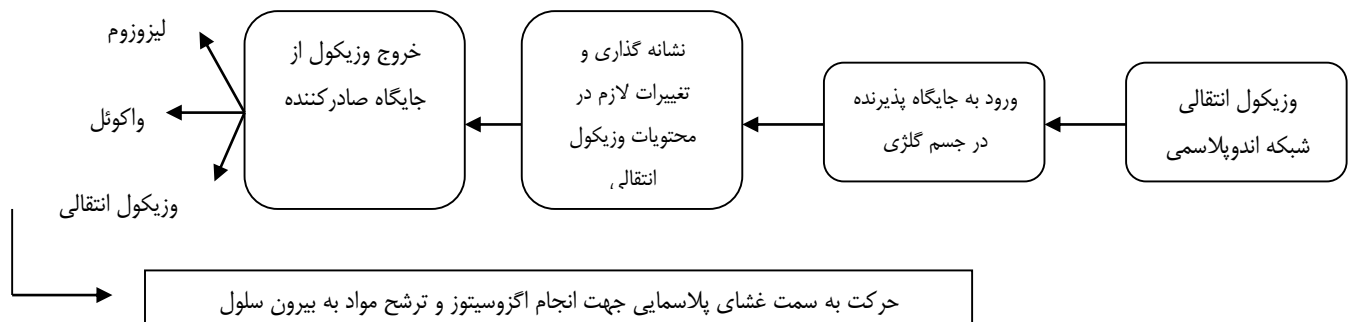 وزیکول انتقالی
شبکه اندوپلاسمی
ورود به جایگاه پذیرنده
در جسم گلژی
نشانه گذاری و
تغییرات لازم در
محتویات وزیکول
انتقالی
خروج وزیکول از
جایگاه صادرکننده
لیزوزوم
واکوئل
وزیکول انتقالی
حرکت به سمت غشای پلاسمایی جهت انجام اگزوسیتوز و ترشح مواد به بیرون سلول